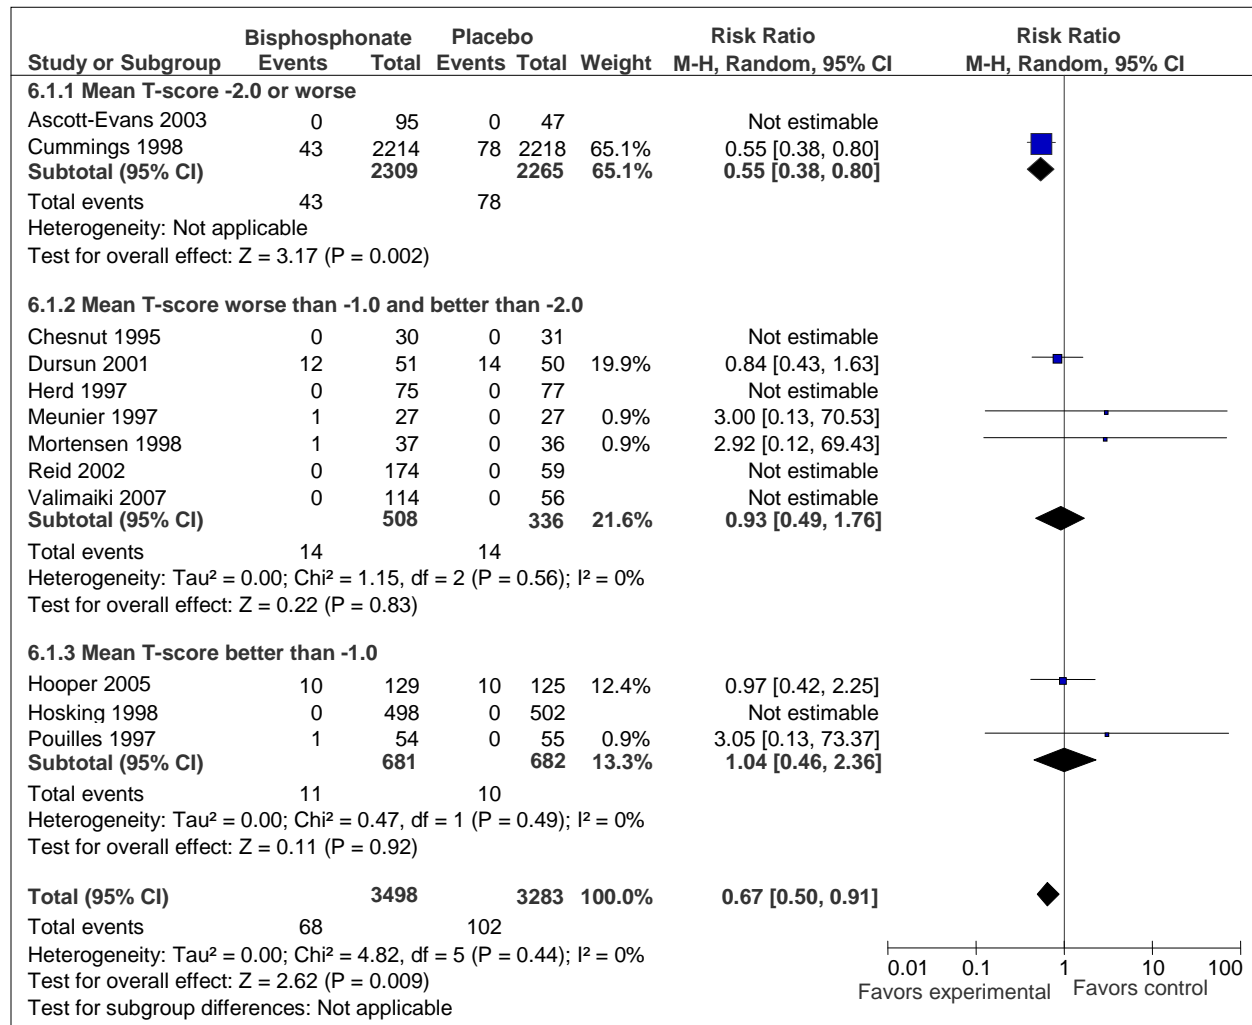 Bisphosphonate Placebo Risk Ratio Risk Ratio
Study or Subgroup Events Total Events Total Weight M-H, Random, 95% CI M-H, Random, 95% CI
6.1.1 Mean T-score -2.0 or worse
Ascott-Evans 2003 0 95 0 47 Not estimable
Cummings 1998 43 2214 78 2218 65.1% 0.55 [0.38, 0.80]
Subtotal (95% CI) 2309 2265 65.1% 0.55 [0.38, 0.80]
Total events 43 78
Heterogeneity: Not applicable
Test for overall effect: Z = 3.17 (P = 0.002)
6.1.2 Mean T-score worse than -1.0 and better than -2.0
Chesnut 1995 0 30 0 31 Not estimable
Dursun 2001 12 51 14 50 19.9% 0.84 [0.43, 1.63]
Herd 1997 0 75 0 77 Not estimable
Meunier 1997 1 27 0 27 0.9% 3.00 [0.13, 70.53]
Mortensen 1998 1 37 0 36 0.9% 2.92 [0.12, 69.43]
Reid 2002 0 174 0 59 Not estimable
Valimaiki 2007 0 114 0 56 Not estimable
Subtotal (95% CI) 508 336 21.6% 0.93 [0.49, 1.76]
Total events 14 14
Heterogeneity: Tau² = 0.00; Chi² = 1.15, df = 2 (P = 0.56); I² = 0%
Test for overall effect: Z = 0.22 (P = 0.83)
6.1.3 Mean T-score better than -1.0
Hooper 2005 10 129 10 125 12.4% 0.97 [0.42, 2.25]
Hosking 1998 0 498 0 502 Not estimable
Pouilles 1997 1 54 0 55 0.9% 3.05 [0.13, 73.37]
Subtotal (95% CI) 681 682 13.3% 1.04 [0.46, 2.36]
Total events 11 10
Heterogeneity: Tau² = 0.00; Chi² = 0.47, df = 1 (P = 0.49); I² = 0%
Test for overall effect: Z = 0.11 (P = 0.92)
Total (95% CI) 3498 3283 100.0% 0.67 [0.50, 0.91]
Total events 68 102
Heterogeneity: Tau² = 0.00; Chi² = 4.82, df = 5 (P = 0.44); I² = 0%
Test for overall effect: Z = 2.62 (P = 0.009)
Test for subgroup differences: Not applicable
0.01 0.1 1 10 100
Favors experimental Favors control